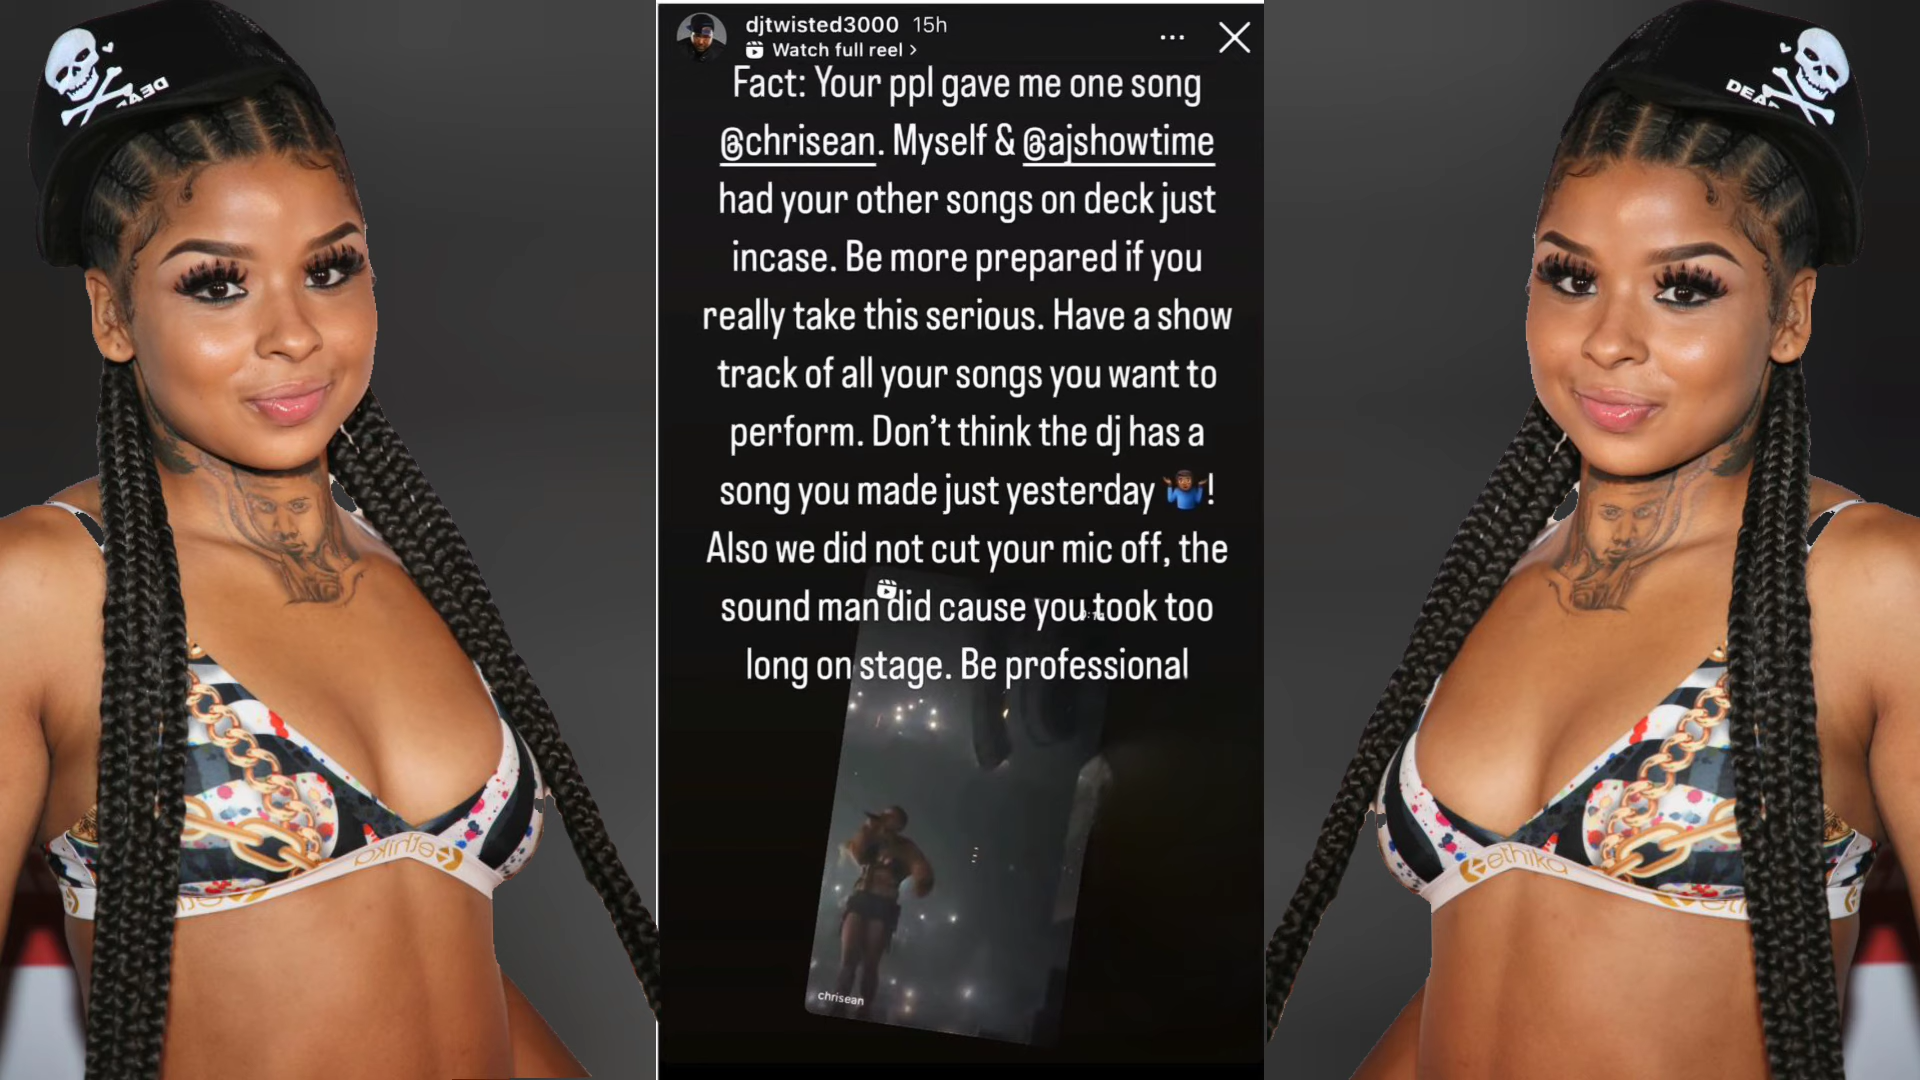 djtwisted3000 15h
Watch full reel >
Fact: Your ppl gave me one song
@chrisean. Myself & @ajshowtime
had your other songs on deck just
incase. Be more prepared if you
really take this serious. Have a show
track of all your songs you want to
perform. Don't think the dj has a
song you made just yesterday 🤷🏾‍♂️!
Also we did not cut your mic off, the
sound man did cause you took too
long on stage. Be professional
chrisean
DEAD
ethika
ethika